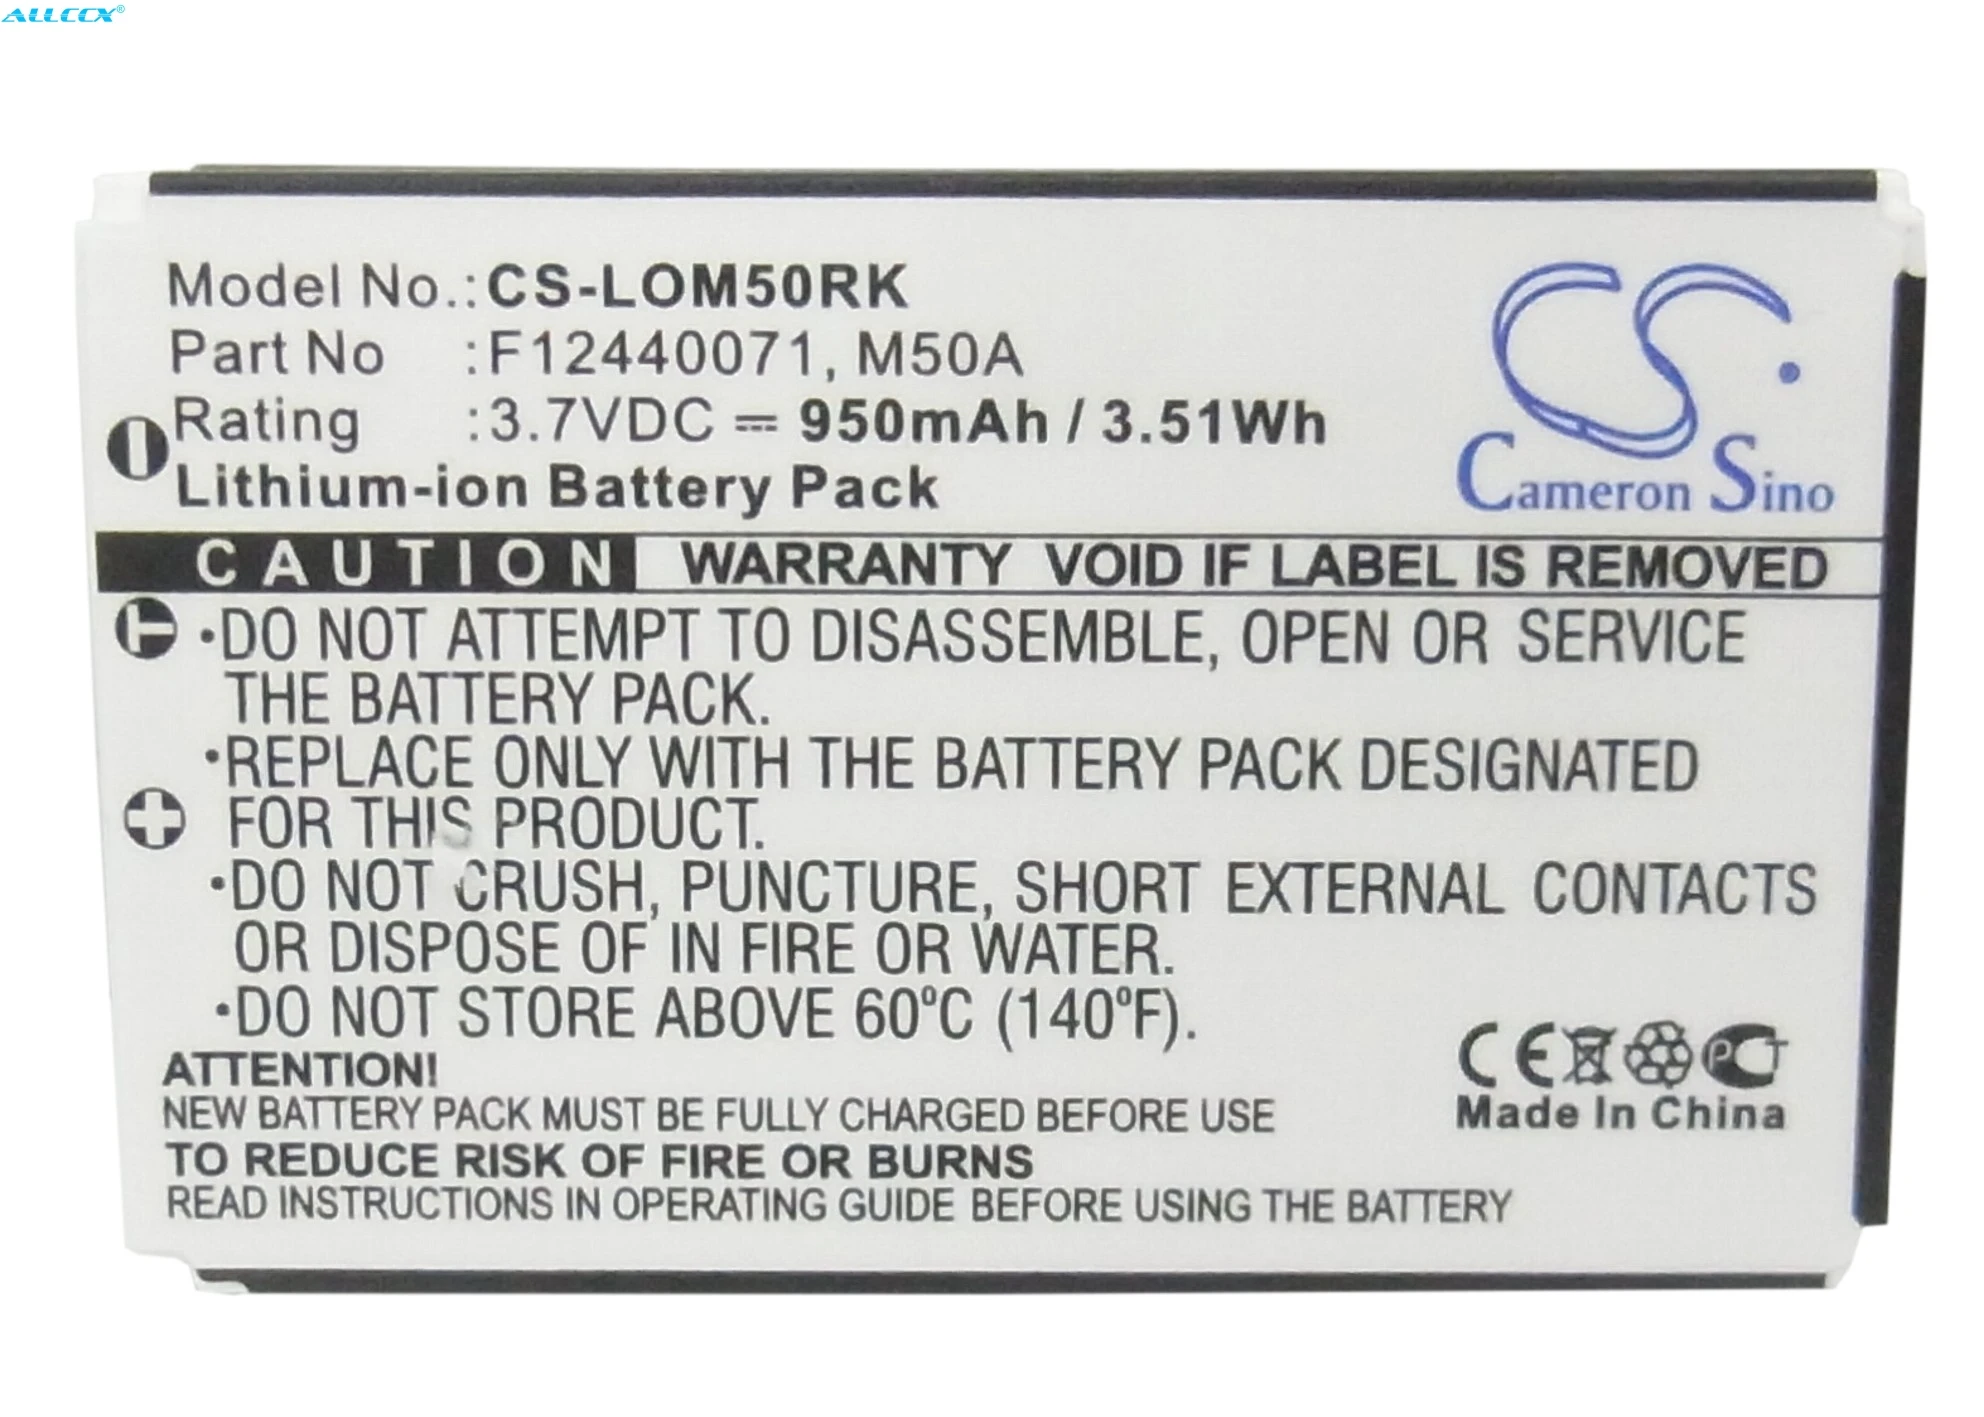 ALLCCX®
Model No.: CS-LOM50RK
Part No : F12440071, M50A
Rating : 3.7VDC ⎓ 950mAh / 3.51Wh
Lithium-ion Battery Pack
CS
Cameron Sino
CAUTION WARRANTY VOID IF LABEL IS REMOVED
T
•DO NOT ATTEMPT TO DISASSEMBLE, OPEN OR SERVICE
THE BATTERY PACK.
•REPLACE ONLY WITH THE BATTERY PACK DESIGNATED
FOR THIS PRODUCT.
•DO NOT CRUSH, PUNCTURE, SHORT EXTERNAL CONTACTS
OR DISPOSE OF IN FIRE OR WATER.
•DO NOT STORE ABOVE 60°C (140°F).
ATTENTION!
NEW BATTERY PACK MUST BE FULLY CHARGED BEFORE USE
TO REDUCE RISK OF FIRE OR BURNS
READ INSTRUCTIONS IN OPERATING GUIDE BEFORE USING THE BATTERY
CE PCT
Made In China